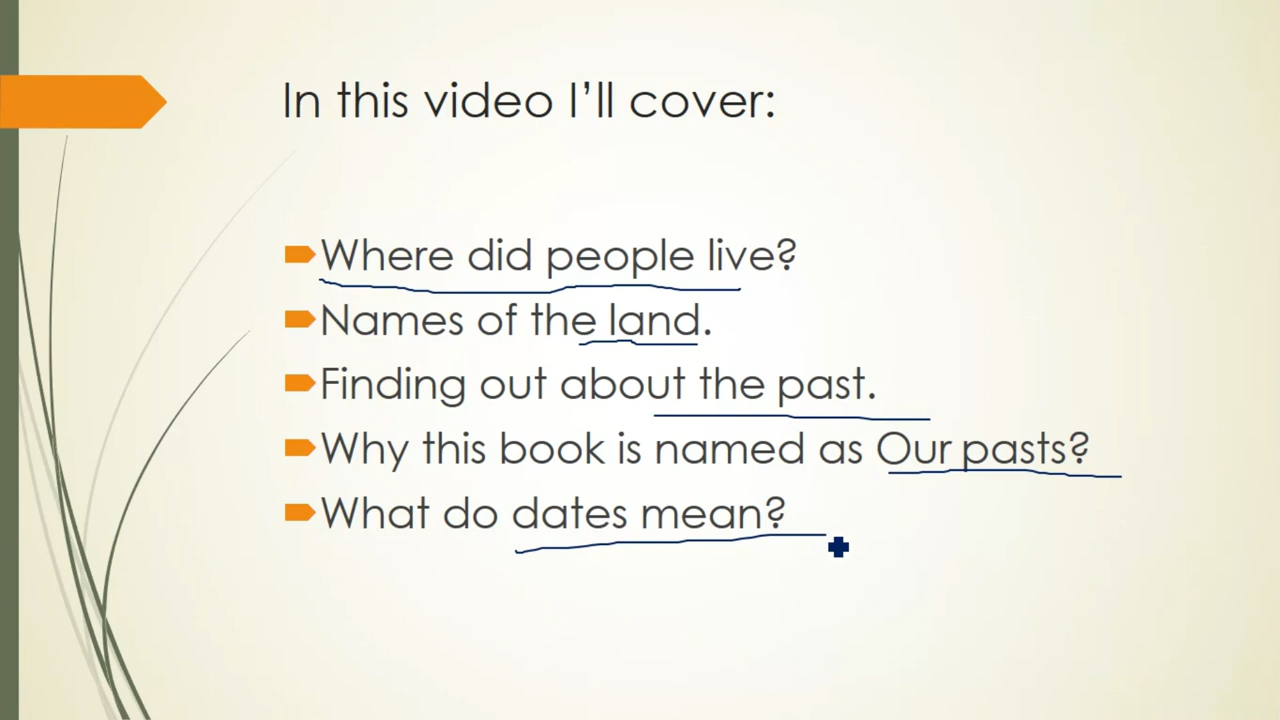 In this video I’ll cover:
Where did people live?
Names of the land.
Finding out about the past.
Why this book is named as Our pasts?
What do dates mean?